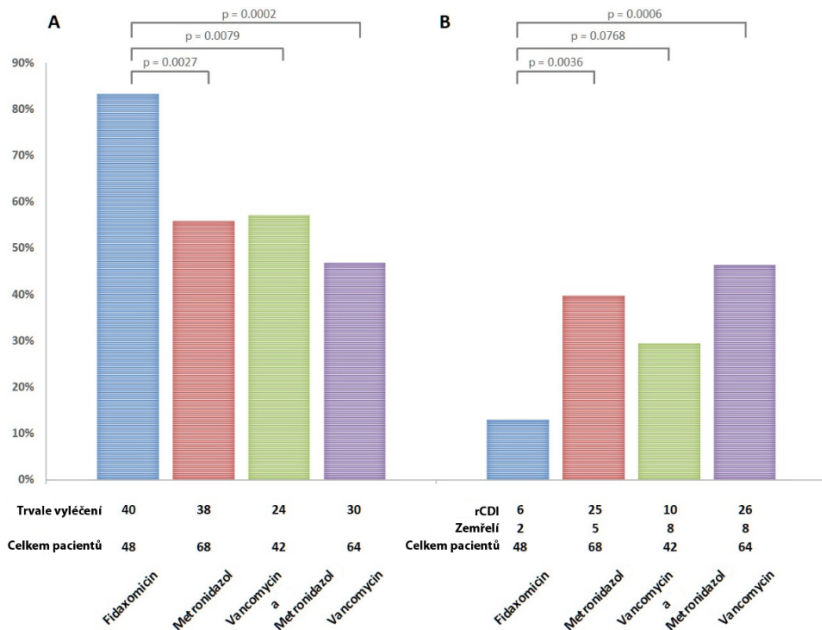 A
B
p = 0.0002
p = 0.0079
p = 0.0027
p = 0.0006
p = 0.0768
p = 0.0036
90%
80%
70%
60%
50%
40%
30%
20%
10%
0%
Trvale vyléčení 40 38 24 30
Celkem pacientů 48 68 42 64
Fidaxomicin
Metronidazol
Vancomycin
a
Metronidazol
Vancomycin
rCDI 6 25 10 26
Zemřelí 2 5 8 8
Celkem pacientů 48 68 42 64
Fidaxomicin
Metronidazol
Vancomycin
a
Metronidazol
Vancomycin